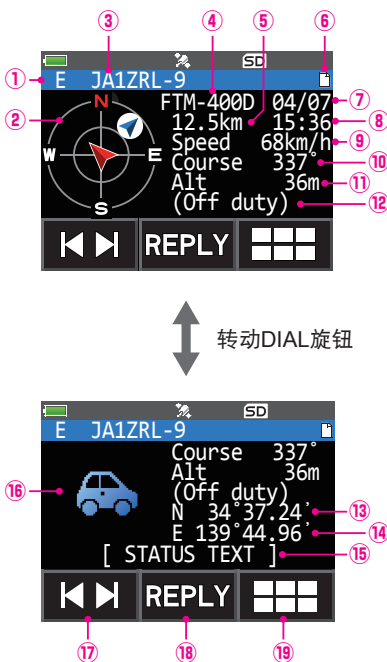 ③ ④ ⑤ ⑥
SD
① E JA1ZRL-9
② N FTM-400D 04/07 ⑦
12.5km 15:36 ⑧
Speed 68km/h ⑨
W E Course 337° ⑩
Alt 36m ⑪
S (Off duty) ⑫
REPLY
转动DIAL旋钮
SD
E JA1ZRL-9
Course 337°
Alt 36m
⑯ (Off duty)
N 34°37.24' ⑬
E 139°44.96' ⑭
[ STATUS TEXT ] ⑮
REPLY
⑰ ⑱ ⑲